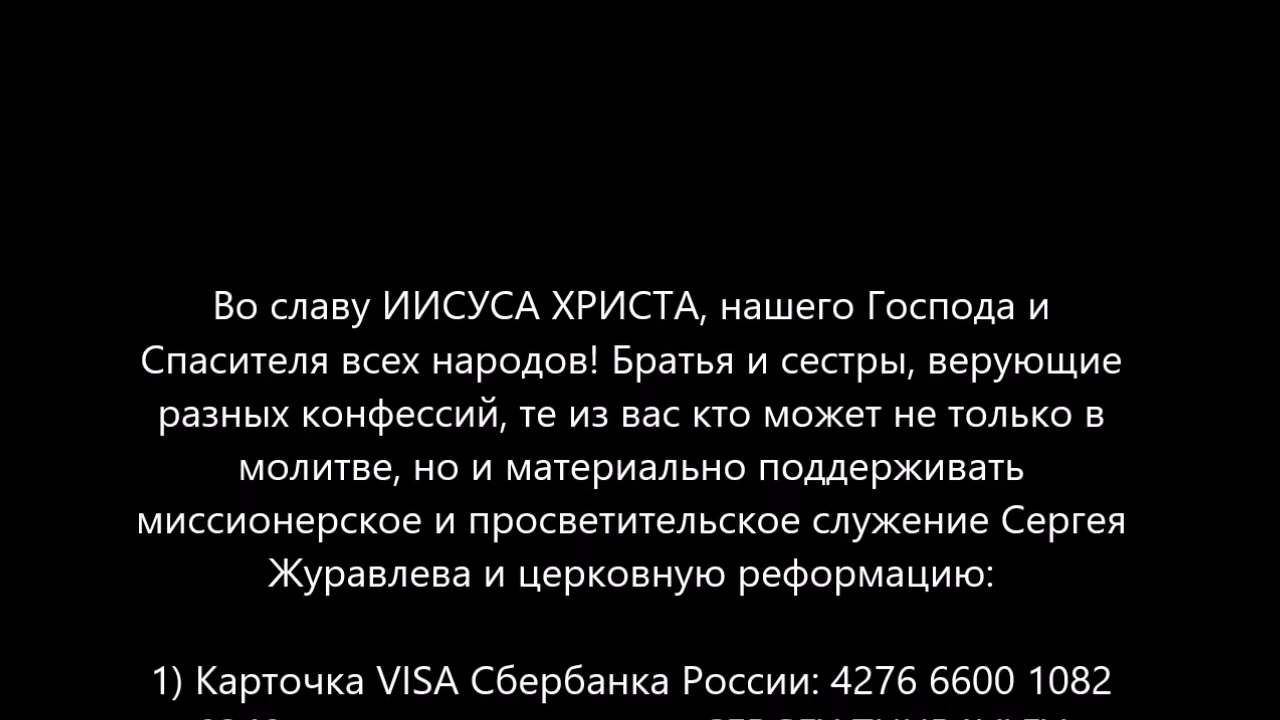 Во славу ИИСУСА ХРИСТА, нашего Господа и
Спасителя всех народов! Братья и сестры, верующие
разных конфессий, те из вас кто может не только в
молитве, но и материально поддерживать
миссионерское и просветительское служение Сергея
Журавлева и церковную реформацию:
1) Карточка VISA Сбербанка России: 4276 6600 1082